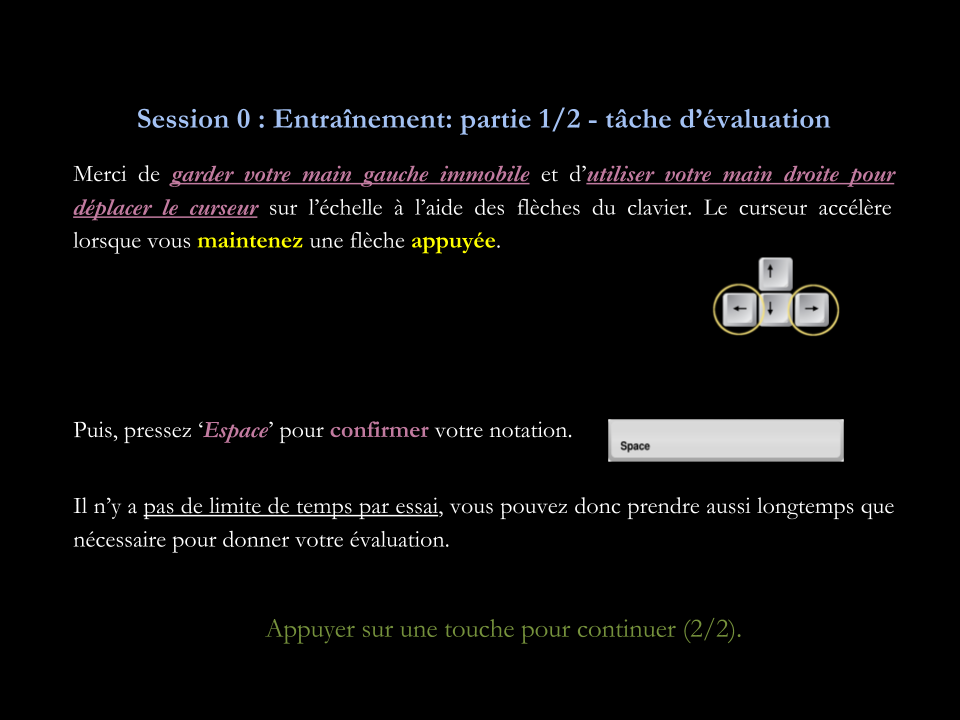 Session 0 : Entraînement: partie 1/2 - tâche d’évaluation
Merci de garder votre main gauche immobile et d’utiliser votre main droite pour
déplacer le curseur sur l’échelle à l’aide des flèches du clavier. Le curseur accélère
lorsque vous maintenez une flèche appuyée.
↑
← ↓ →
Puis, pressez ‘Espace’ pour confirmer votre notation.
Space
Il n’y a pas de limite de temps par essai, vous pouvez donc prendre aussi longtemps que
nécessaire pour donner votre évaluation.
Appuyer sur une touche pour continuer (2/2).